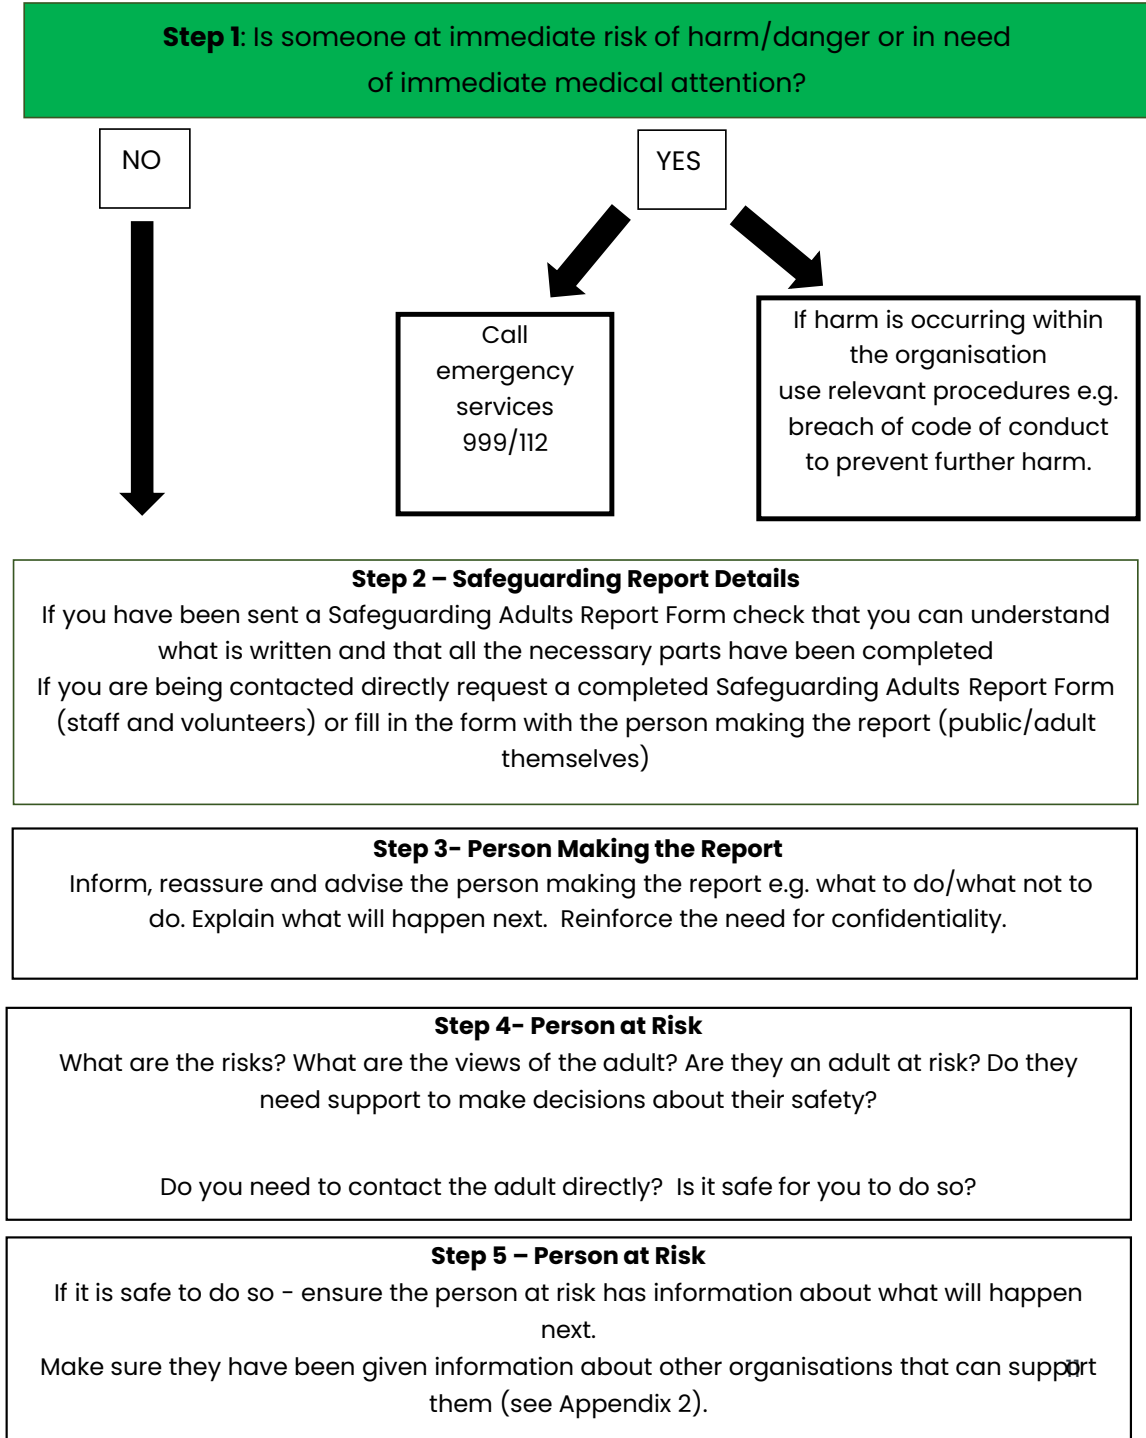 Step 1: Is someone at immediate risk of harm/danger or in need
of immediate medical attention?
NO
YES
Call
emergency
services
999/112
If harm is occurring within
the organisation
use relevant procedures e.g.
breach of code of conduct
to prevent further harm.
Step 2 – Safeguarding Report Details
If you have been sent a Safeguarding Adults Report Form check that you can understand
what is written and that all the necessary parts have been completed
If you are being contacted directly request a completed Safeguarding Adults Report Form
(staff and volunteers) or fill in the form with the person making the report (public/adult
themselves)
Step 3- Person Making the Report
Inform, reassure and advise the person making the report e.g. what to do/what not to
do. Explain what will happen next. Reinforce the need for confidentiality.
Step 4- Person at Risk
What are the risks? What are the views of the adult? Are they an adult at risk? Do they
need support to make decisions about their safety?
Do you need to contact the adult directly? Is it safe for you to do so?
Step 5 – Person at Risk
If it is safe to do so - ensure the person at risk has information about what will happen
next.
Make sure they have been given information about other organisations that can support
them (see Appendix 2).